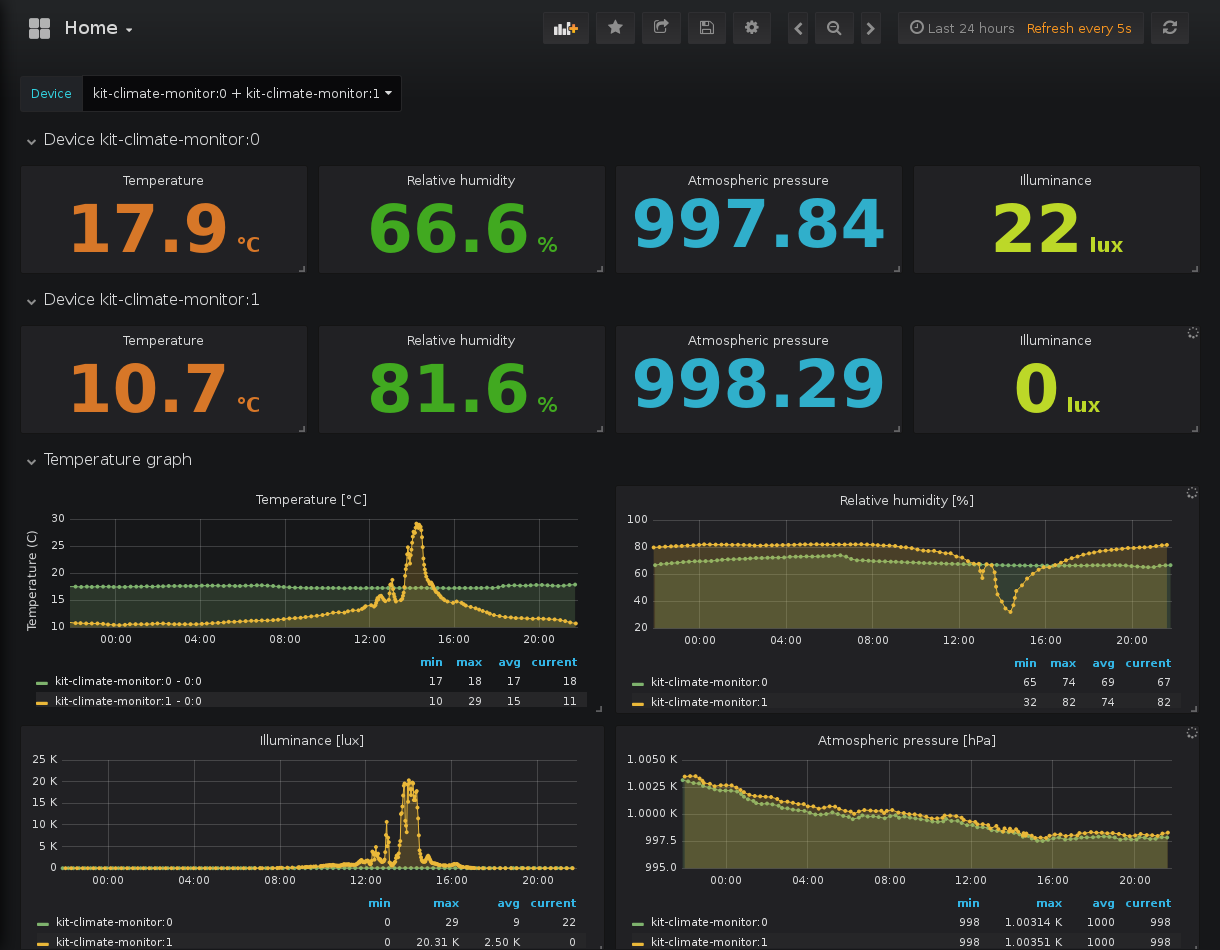 Home
Last 24 hours Refresh every 5s
Device kit-climate-monitor:0 + kit-climate-monitor:1
Device kit-climate-monitor:0
Temperature Relative humidity Atmospheric pressure Illuminance
17.9 °C 66.6 % 997.84 22 lux
Device kit-climate-monitor:1
Temperature Relative humidity Atmospheric pressure Illuminance
10.7 °C 81.6 % 998.29 0 lux
Temperature graph
Temperature [°C]
Temperature (C)
30
25
20
15
10
00:00 04:00 08:00 12:00 16:00 20:00
min max avg current
kit-climate-monitor:0 - 0:0 17 18 17 18
kit-climate-monitor:1 - 0:0 10 29 15 11
Relative humidity [%]
100
80
60
40
20
00:00 04:00 08:00 12:00 16:00 20:00
min max avg current
kit-climate-monitor:0 65 74 69 67
kit-climate-monitor:1 32 82 74 82
Illuminance [lux]
25 K
20 K
15 K
10 K
5 K
0
00:00 04:00 08:00 12:00 16:00 20:00
min max avg current
kit-climate-monitor:0 0 29 9 22
kit-climate-monitor:1 0 20.31 K 2.50 K 0
Atmospheric pressure [hPa]
1.0050 K
1.0025 K
1.0000 K
997.5
995.0
00:00 04:00 08:00 12:00 16:00 20:00
min max avg current
kit-climate-monitor:0 998 1.00314 K 1000 998
kit-climate-monitor:1 998 1.00351 K 1000 998